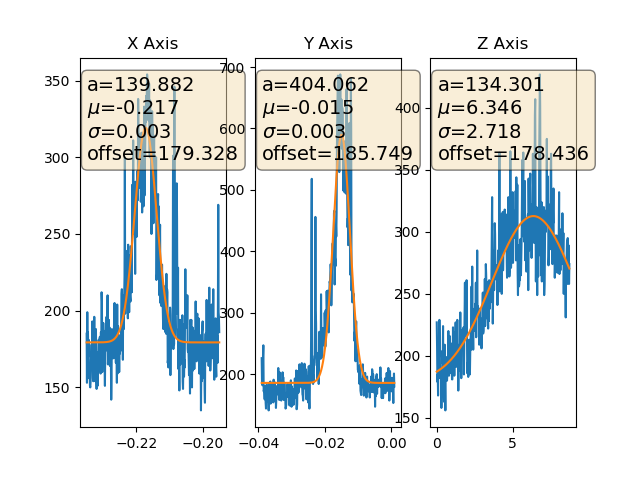 X Axis
a=139.882
μ=-0.217
σ=0.003
offset=179.328
350
300
250
200
150
−0.22
−0.20
Y Axis
a=404.062
μ=-0.015
σ=0.003
offset=185.749
700
600
500
400
300
200
−0.04
−0.02
0.00
Z Axis
a=134.301
μ=6.346
σ=2.718
offset=178.436
400
350
300
250
200
150
0
5